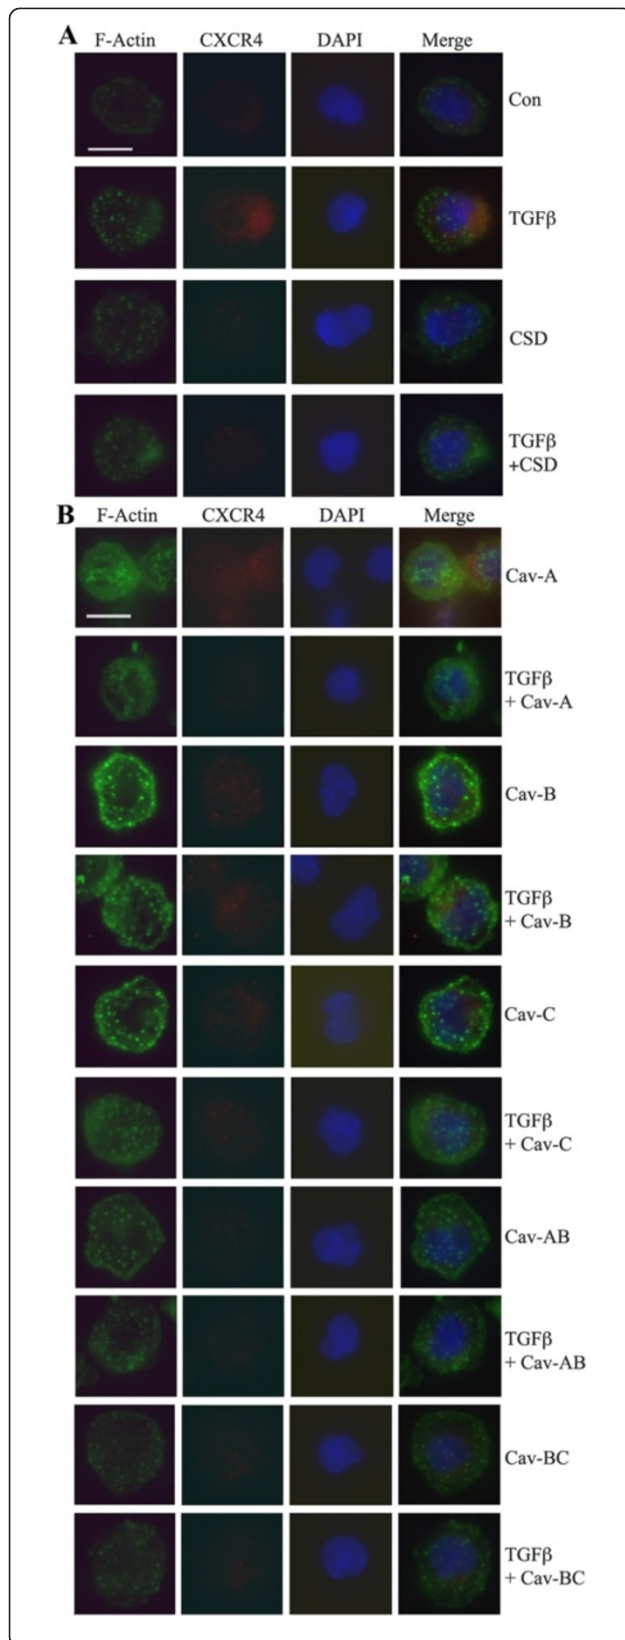 A
F-Actin CXCR4 DAPI Merge
Con
TGFβ
CSD
TGFβ
+CSD
B
F-Actin CXCR4 DAPI Merge
Cav-A
TGFβ
+ Cav-A
Cav-B
TGFβ
+ Cav-B
Cav-C
TGFβ
+ Cav-C
Cav-AB
TGFβ
+ Cav-AB
Cav-BC
TGFβ
+ Cav-BC